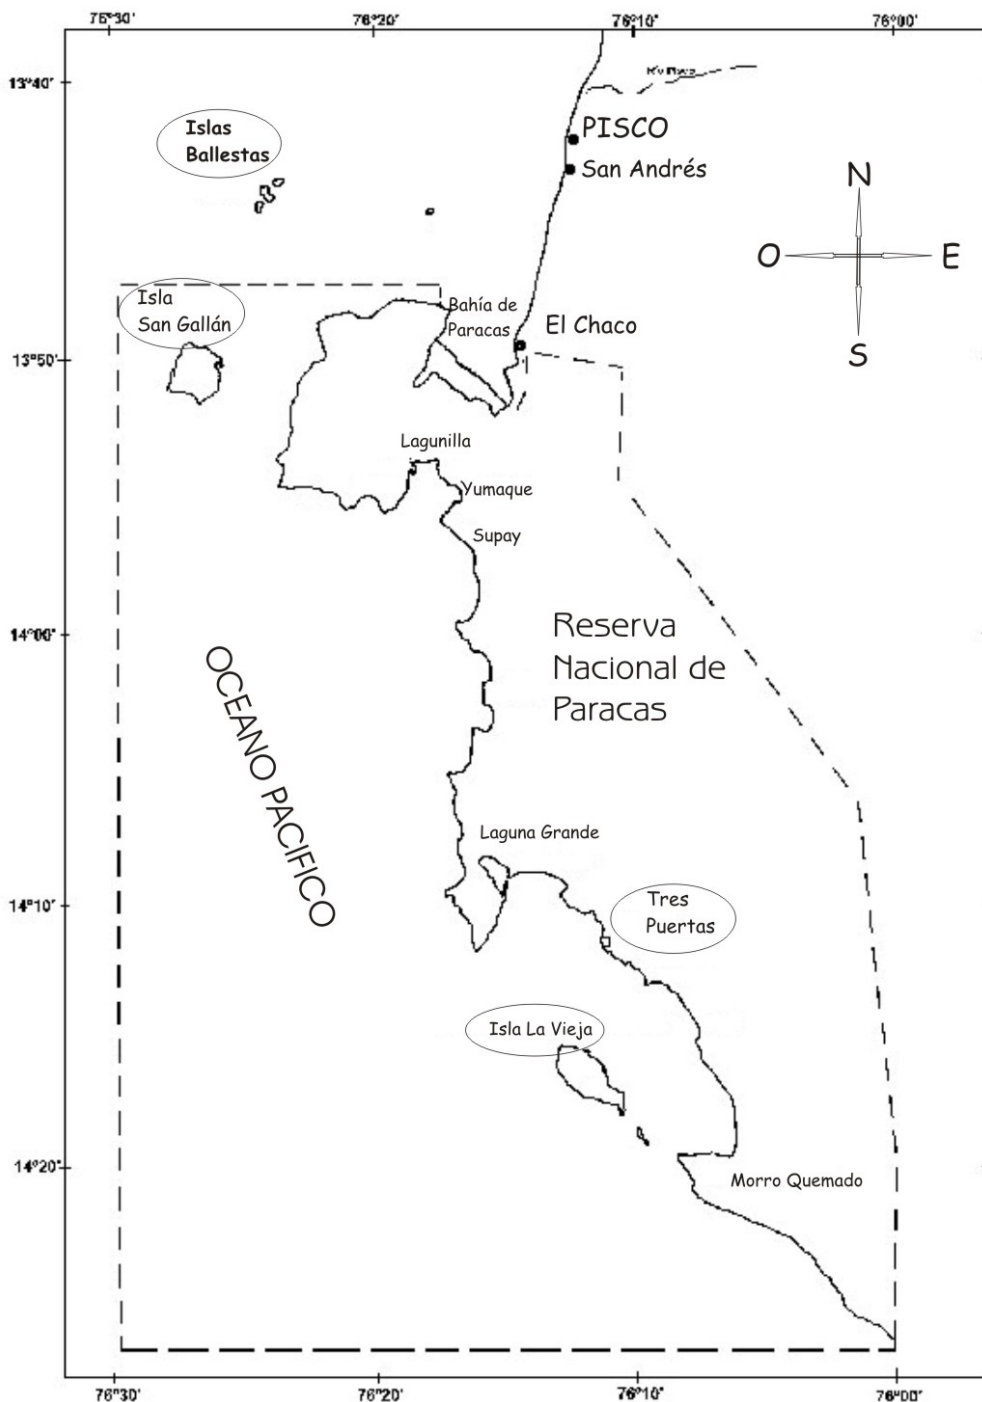 76°30' 76°20' 76°10' 76°00'
13°40'
Islas
Ballestas
PISCO
San Andrés
N
O E
S
Isla
San Gallán
Bahía de
Paracas
El Chaco
13°50'
Lagunilla
Yumaque
Supay
14°00'
Reserva
Nacional de
Paracas
OCEANO PACIFICO
Laguna Grande
14°10'
Tres
Puertas
Isla La Vieja
14°20'
Morro Quemado
76°30' 76°20' 76°10' 76°00'